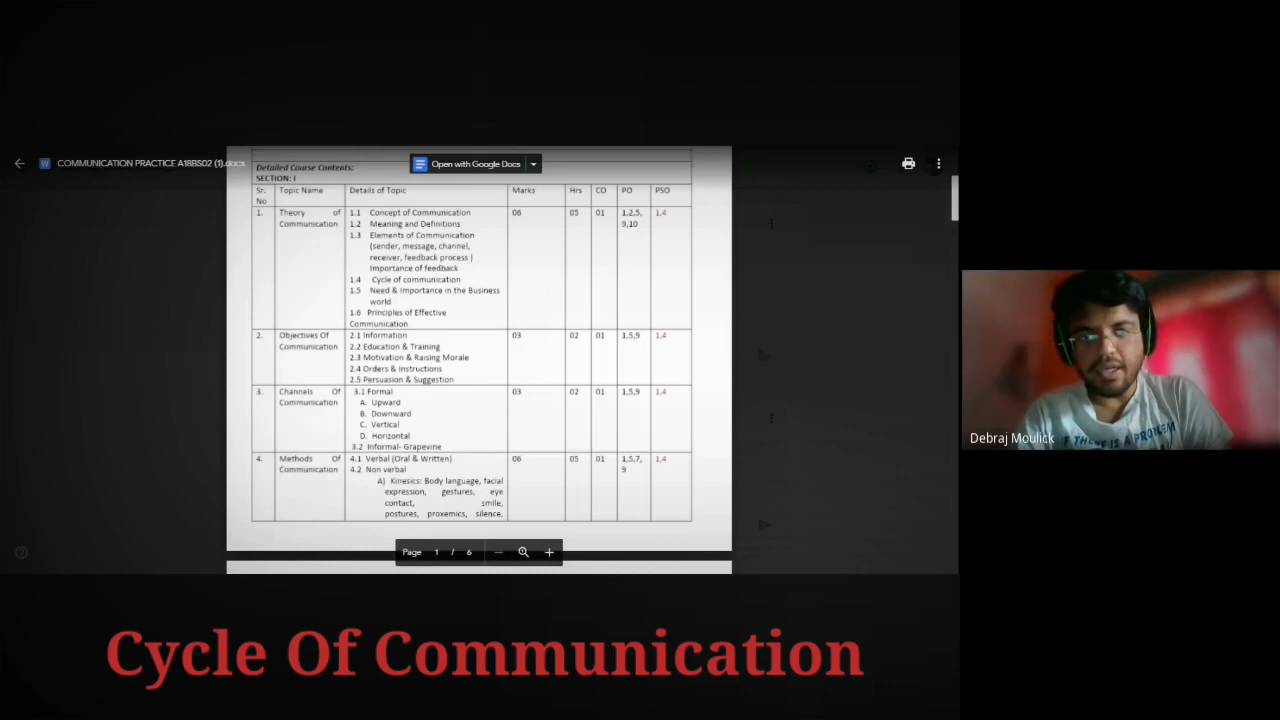 COMMUNICATION PRACTICE A18BS02 (1).docx
Open with Google Docs
Detailed Course Contents:
SECTION: I
Sr. No Topic Name Details of Topic Marks Hrs CO PO PSO
1. Theory of Communication 06 05 01 1,2,5, 9,10 1,4
1.1 Concept of Communication
1.2 Meaning and Definitions
1.3 Elements of Communication
(sender, message, channel,
receiver, feedback process )
Importance of feedback
1.4 Cycle of communication
1.5 Need & Importance in the Business
world
1.6 Principles of Effective
Communication
2. Objectives Of Communication 03 02 01 1,5,9 1,4
2.1 Information
2.2 Education & Training
2.3 Motivation & Raising Morale
2.4 Orders & Instructions
2.5 Persuasion & Suggestion
3. Channels Of Communication 03 02 01 1,5,9 1,4
3.1 Formal
A. Upward
B. Downward
C. Vertical
D. Horizontal
3.2 Informal- Grapevine
4. Methods Of Communication 06 05 01 1,5,7, 9 1,4
4.1 Verbal (Oral & Written)
4.2 Non verbal
A) Kinesics: Body language, facial
expression, gestures, eye
contact, smile,
postures, proxemics, silence,
Page 1 / 6
Debraj Moulick
IF THERE IS A PROBLEM
Cycle Of Communication